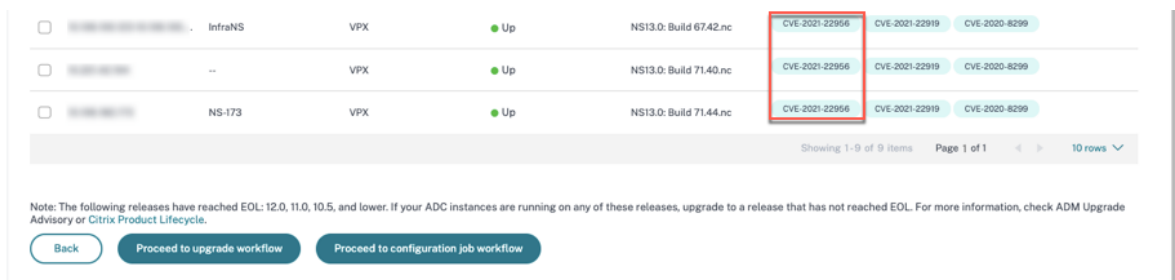 InfraNS VPX Up NS13.0: Build 67.42.nc CVE-2021-22956 CVE-2021-22919 CVE-2020-8299
-- VPX Up NS13.0: Build 71.40.nc CVE-2021-22956 CVE-2021-22919 CVE-2020-8299
NS-173 VPX Up NS13.0: Build 71.44.nc CVE-2021-22956 CVE-2021-22919 CVE-2020-8299
Showing 1-9 of 9 items Page 1 of 1 10 rows
Note: The following releases have reached EOL: 12.0, 11.0, 10.5, and lower. If your ADC instances are running on any of these releases, upgrade to a release that has not reached EOL. For more information, check ADM Upgrade
Advisory or Citrix Product Lifecycle.
Back Proceed to upgrade workflow Proceed to configuration job workflow